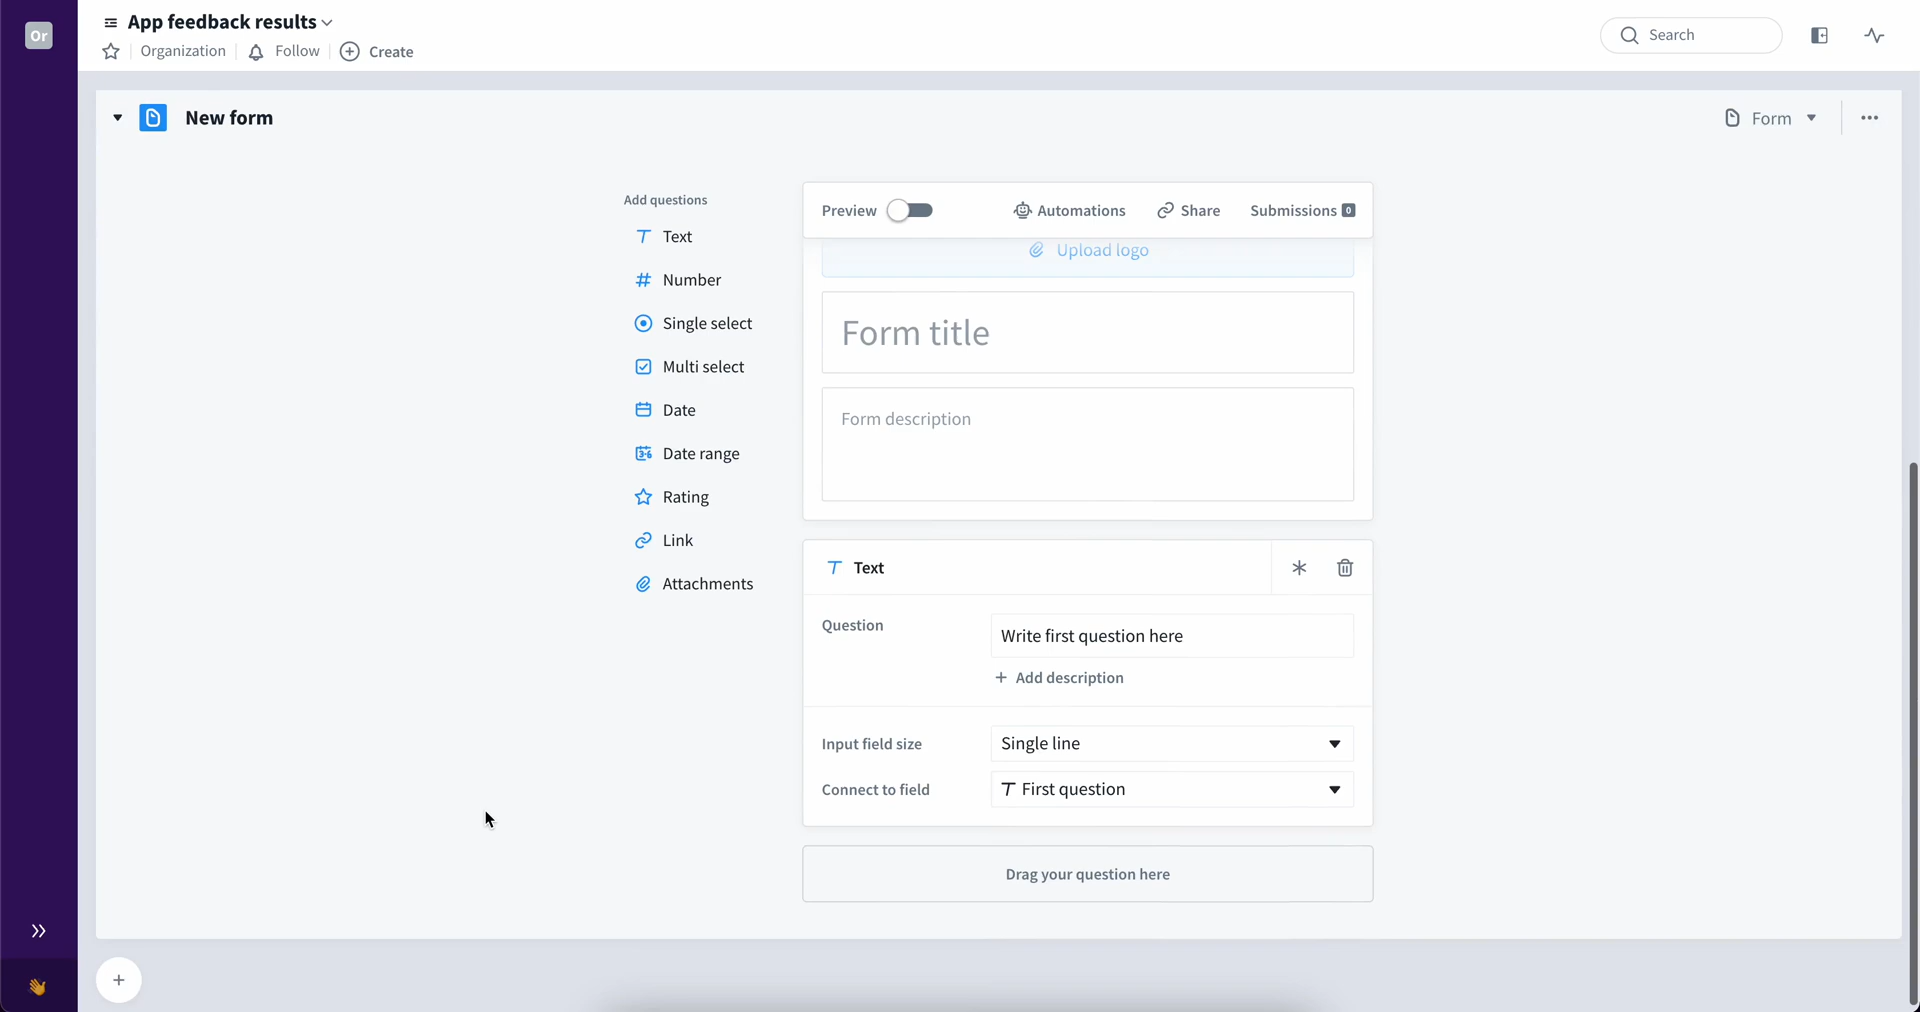 Or
App feedback results
Organization
Follow
Create
Search
New form
Form
Add questions
Text
Number
Single select
Multi select
Date
Date range
Rating
Link
Attachments
Preview
Automations
Share
Submissions 0
Upload logo
Form title
Form description
Text
Question
Write first question here
+ Add description
Input field size
Single line
Connect to field
First question
Drag your question here